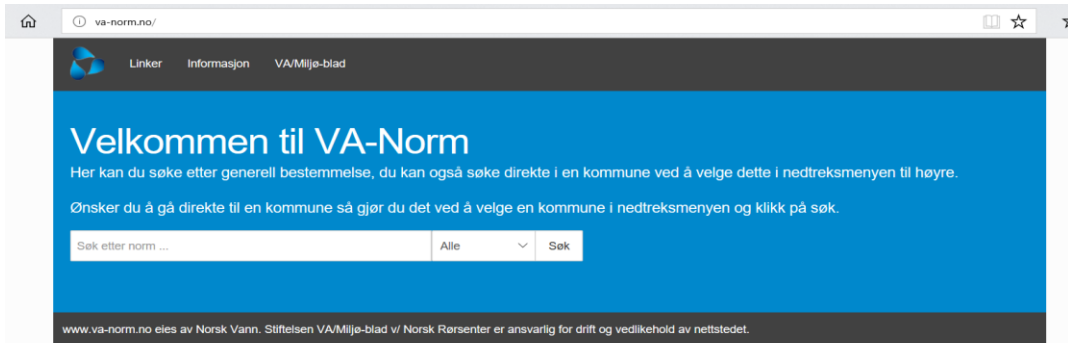 va-norm.no/
Linker Informasjon VA/Miljø-blad
Velkommen til VA-Norm
Her kan du søke etter generell bestemmelse, du kan også søke direkte i en kommune ved å velge dette i nedtreksmenyen til høyre.
Ønsker du å gå direkte til en kommune så gjør du det ved å velge en kommune i nedtreksmenyen og klikk på søk.
Søk etter norm ... Alle Søk
www.va-norm.no eies av Norsk Vann. Stiftelsen VA/Miljø-blad v/ Norsk Rørsenter er ansvarlig for drift og vedlikehold av nettstedet.